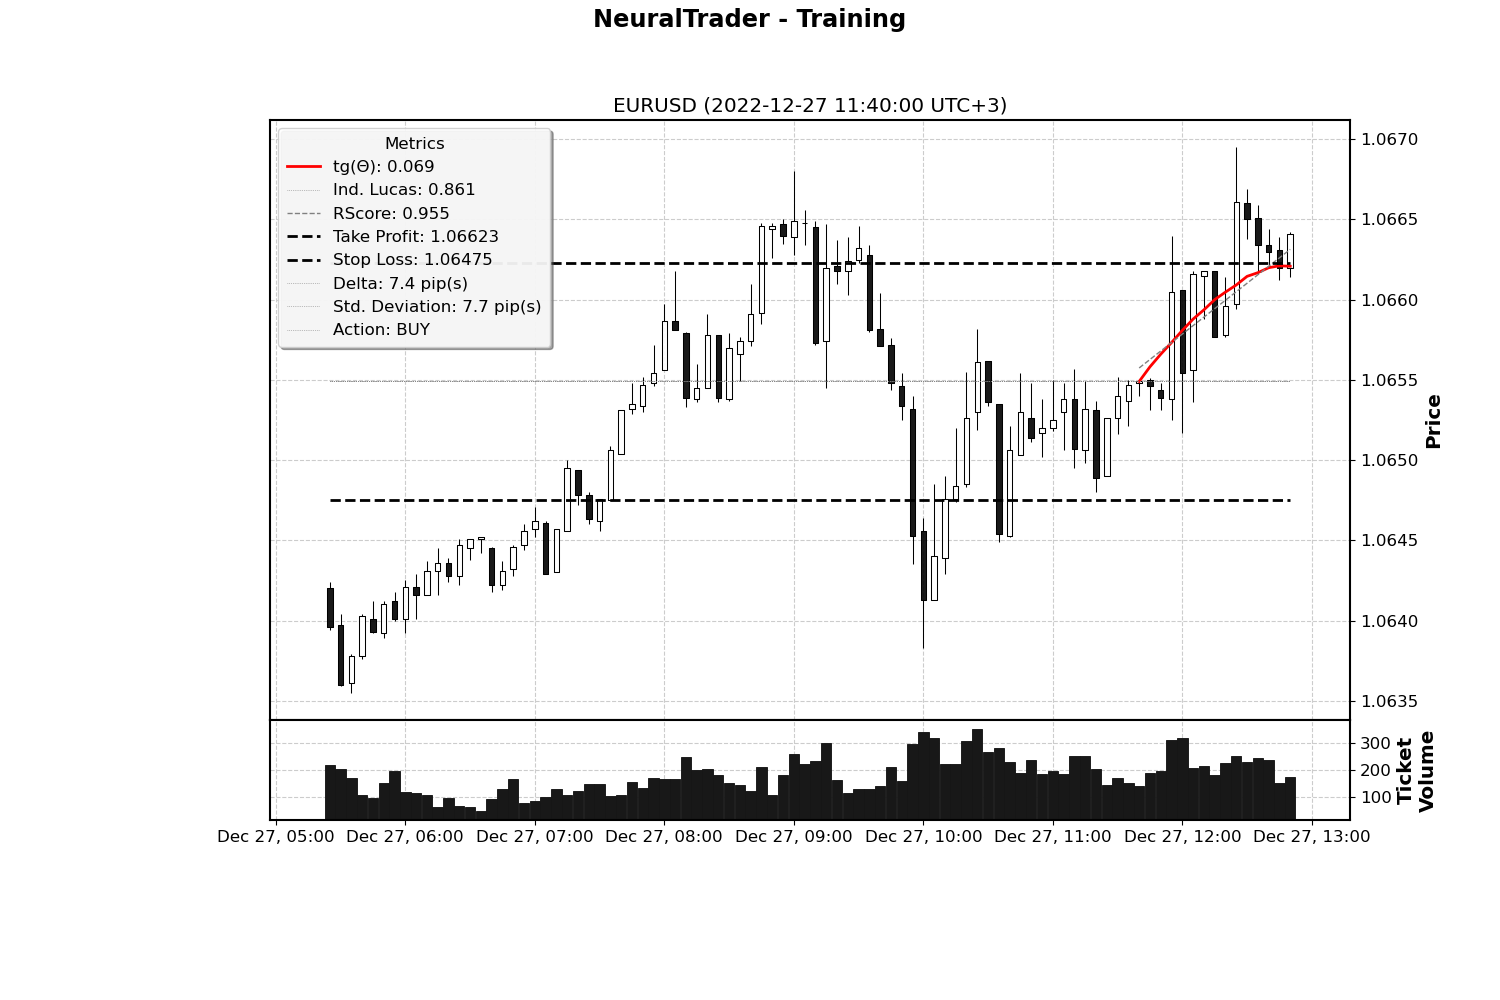 NeuralTrader - Training
EURUSD (2022-12-27 11:40:00 UTC+3)
Metrics
tg(Θ): 0.069
Ind. Lucas: 0.861
RScore: 0.955
Take Profit: 1.06623
Stop Loss: 1.06475
Delta: 7.4 pip(s)
Std. Deviation: 7.7 pip(s)
Action: BUY
1.0670
1.0665
1.0660
1.0655
1.0650
1.0645
1.0640
1.0635
Price
300
200
100
Ticket
Volume
Dec 27, 05:00 Dec 27, 06:00 Dec 27, 07:00 Dec 27, 08:00 Dec 27, 09:00 Dec 27, 10:00 Dec 27, 11:00 Dec 27, 12:00 Dec 27, 13:00